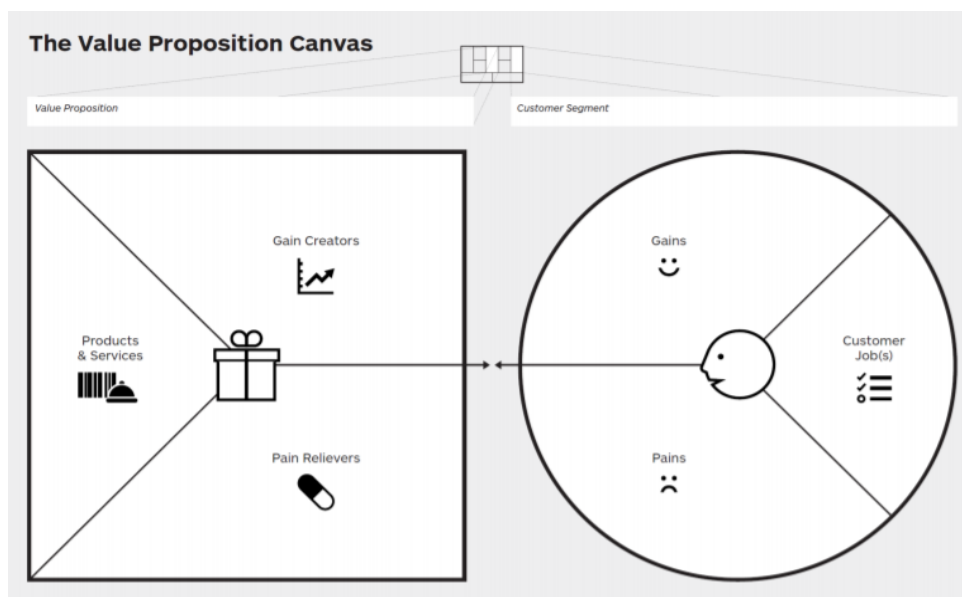 The Value Proposition Canvas
Value Proposition
Customer Segment
Gain Creators
Products
& Services
Pain Relievers
Gains
Customer
Job(s)
Pains